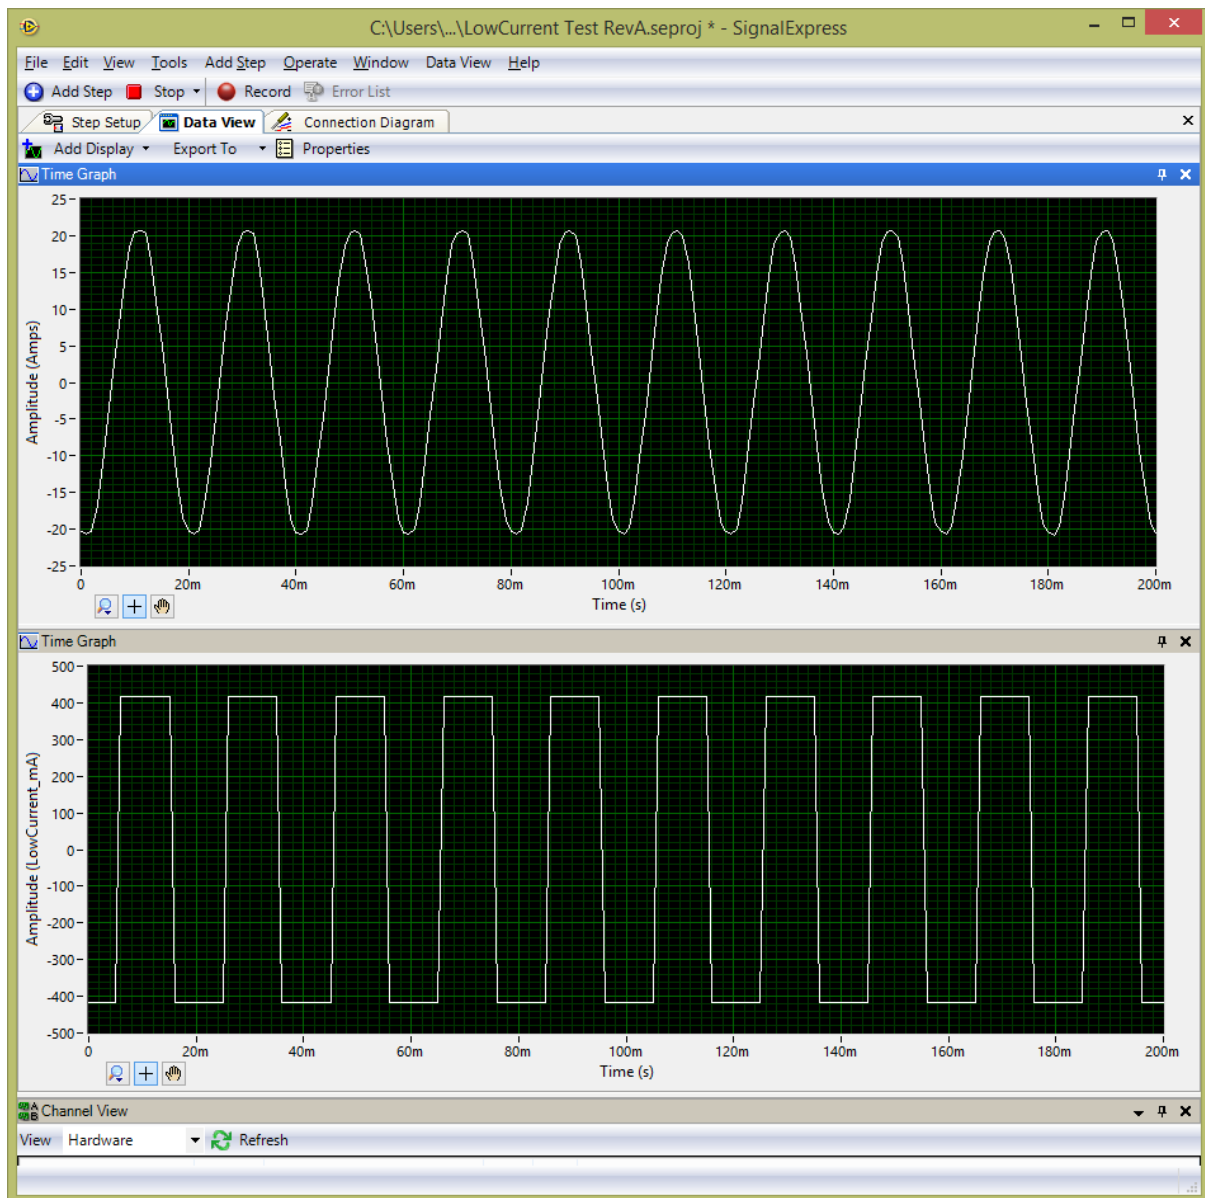 C:\Users\...\LowCurrent Test RevA.seproj * - SignalExpress
File Edit View Tools Add Step Operate Window Data View Help
Add Step Stop Record Error List
Step Setup Data View Connection Diagram
Add Display Export To Properties
Time Graph
Amplitude (Amps)
25
20
15
10
5
0
-5
-10
-15
-20
-25
0 20m 40m 60m 80m 100m 120m 140m 160m 180m 200m
Time (s)
Time Graph
Amplitude (LowCurrent_mA)
500
400
300
200
100
0
-100
-200
-300
-400
-500
0 20m 40m 60m 80m 100m 120m 140m 160m 180m 200m
Time (s)
A
B
Channel View
View Hardware Refresh